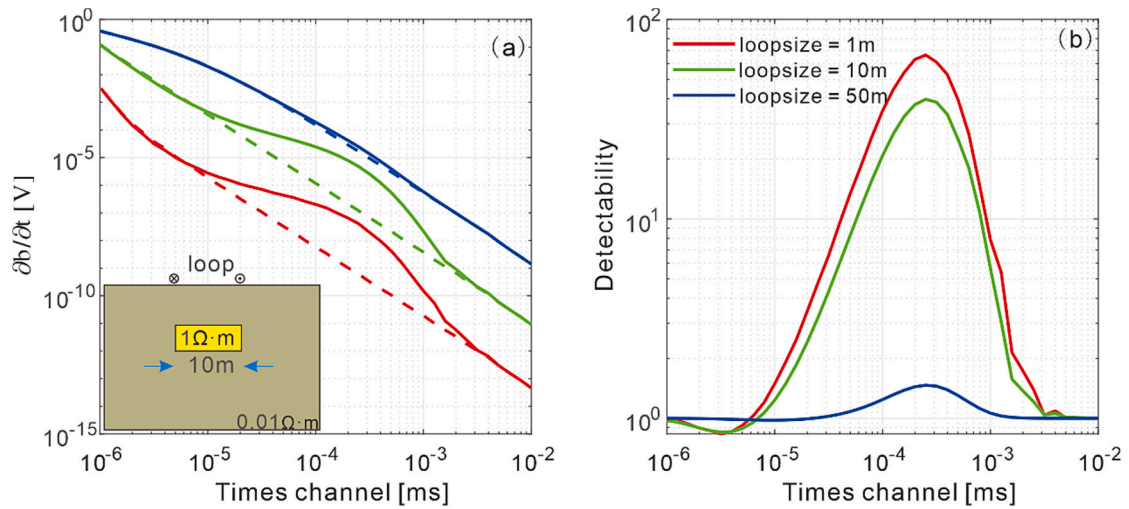 (a)
∂b/∂t [V]
10^0
10^-5
10^-10
10^-15
loop
1Ω·m
10m
0.01Ω·m
10^-6
10^-5
10^-4
10^-3
10^-2
Times channel [ms]
(b)
loopsize = 1m
loopsize = 10m
loopsize = 50m
Detectability
10^2
10^1
10^0
10^-6
10^-5
10^-4
10^-3
10^-2
Times channel [ms]